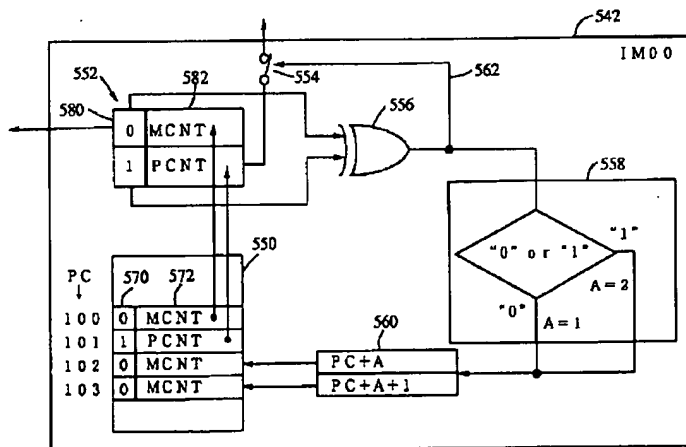 542
IM00
552
582
554
562
580
556
0 MCNT
1 PCNT
558
"0" or "1"
"1"
A=2
"0"
A=1
550
PC
570
572
100 0 MCNT
101 1 PCNT
102 0 MCNT
103 0 MCNT
560
PC+A
PC+A+1